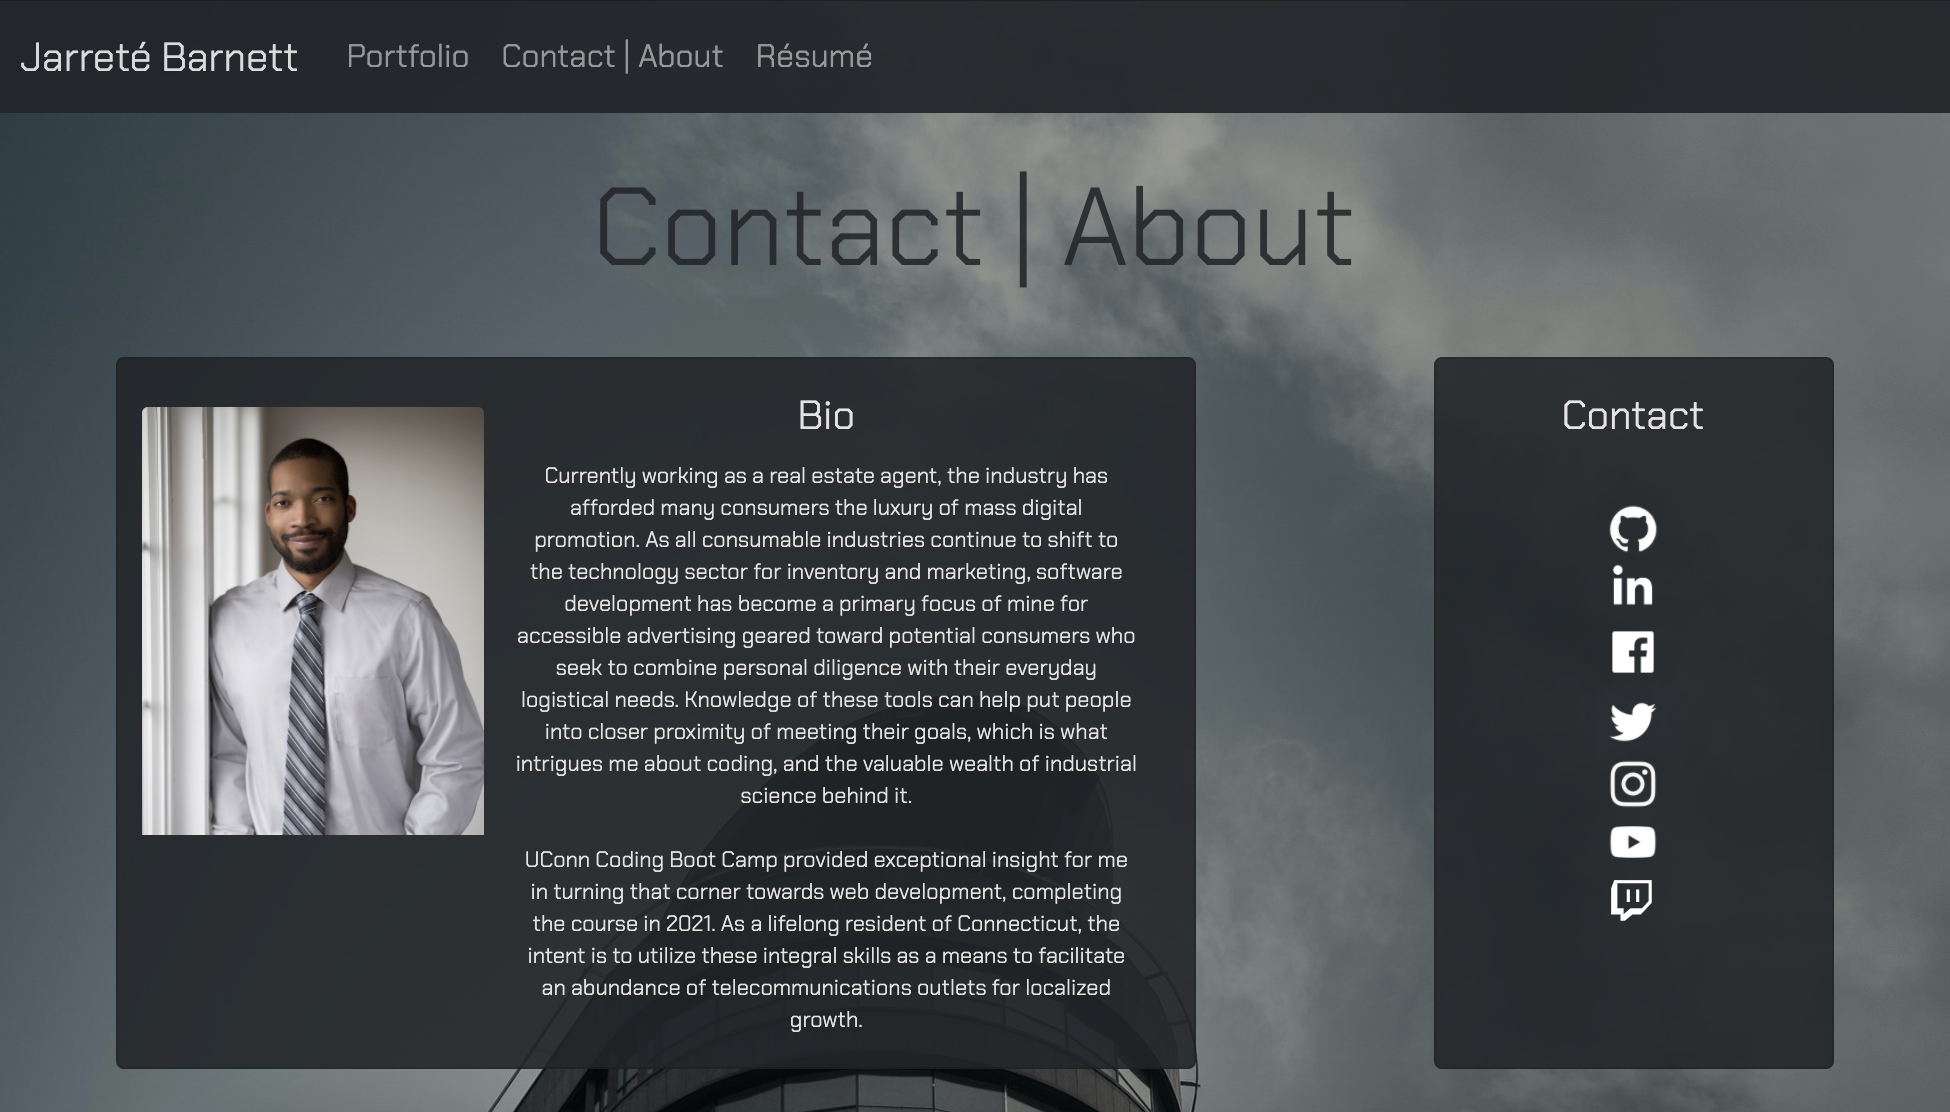 Jarreté Barnett Portfolio Contact | About Résumé
Contact | About
Bio
Currently working as a real estate agent, the industry has
afforded many consumers the luxury of mass digital
promotion. As all consumable industries continue to shift to
the technology sector for inventory and marketing, software
development has become a primary focus of mine for
accessible advertising geared toward potential consumers who
seek to combine personal diligence with their everyday
logistical needs. Knowledge of these tools can help put people
into closer proximity of meeting their goals, which is what
intrigues me about coding, and the valuable wealth of industrial
science behind it.
UConn Coding Boot Camp provided exceptional insight for me
in turning that corner towards web development, completing
the course in 2021. As a lifelong resident of Connecticut, the
intent is to utilize these integral skills as a means to facilitate
an abundance of telecommunications outlets for localized
growth.
Contact
in
f